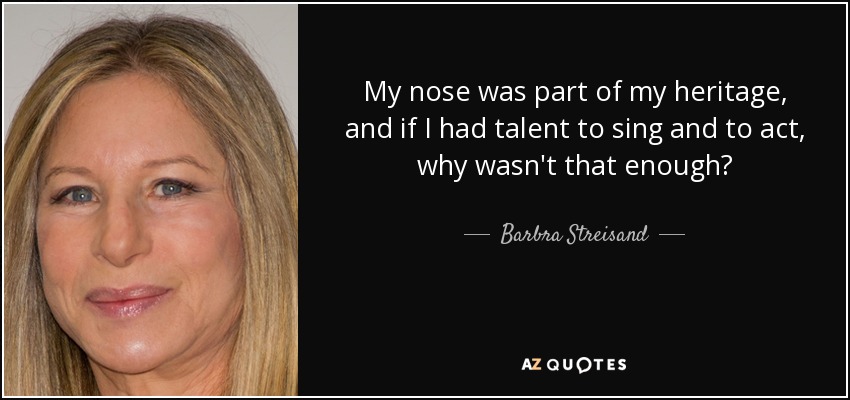 My nose was part of my heritage,
and if I had talent to sing and to act,
why wasn't that enough?
Barbra Streisand
AZ QUOTES